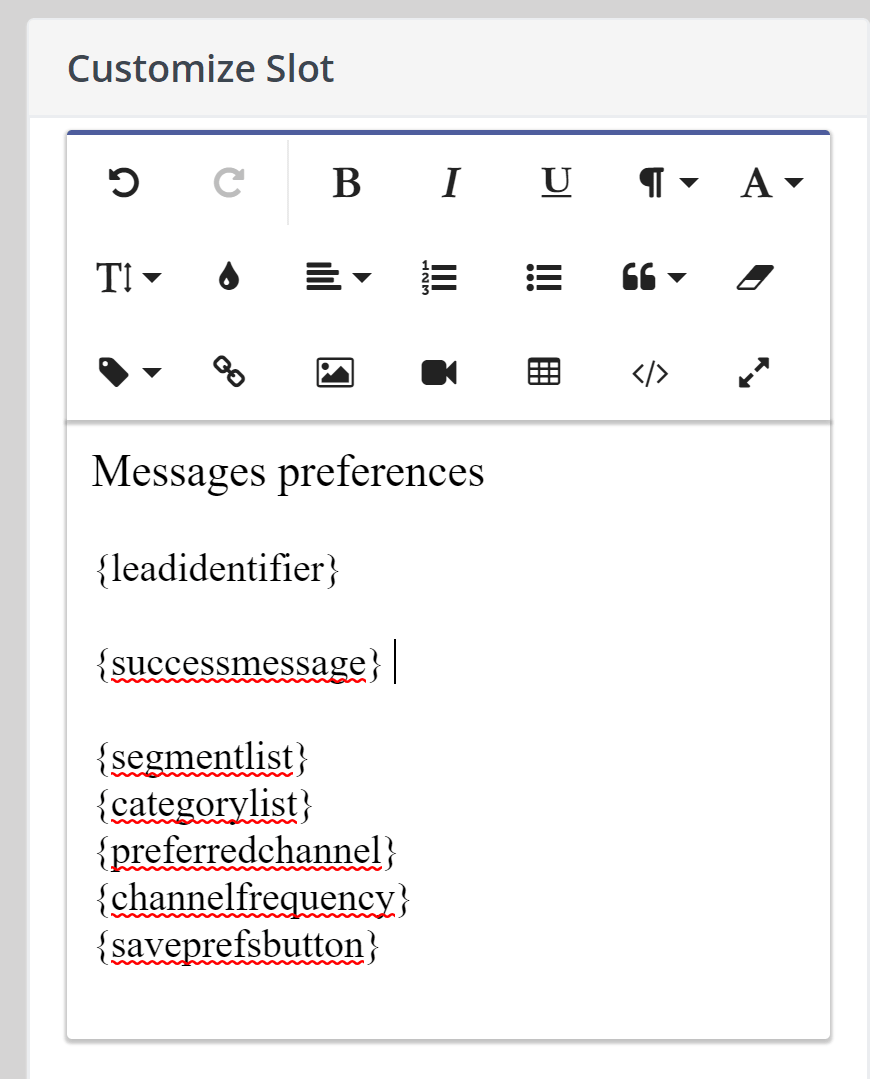 Customize Slot
B I U ¶ A
T
</>
Messages preferences
{leadidentifier}
{successmessage}
{segmentlist}
{categorylist}
{preferredchannel}
{channelfrequency}
{saveprefsbutton}